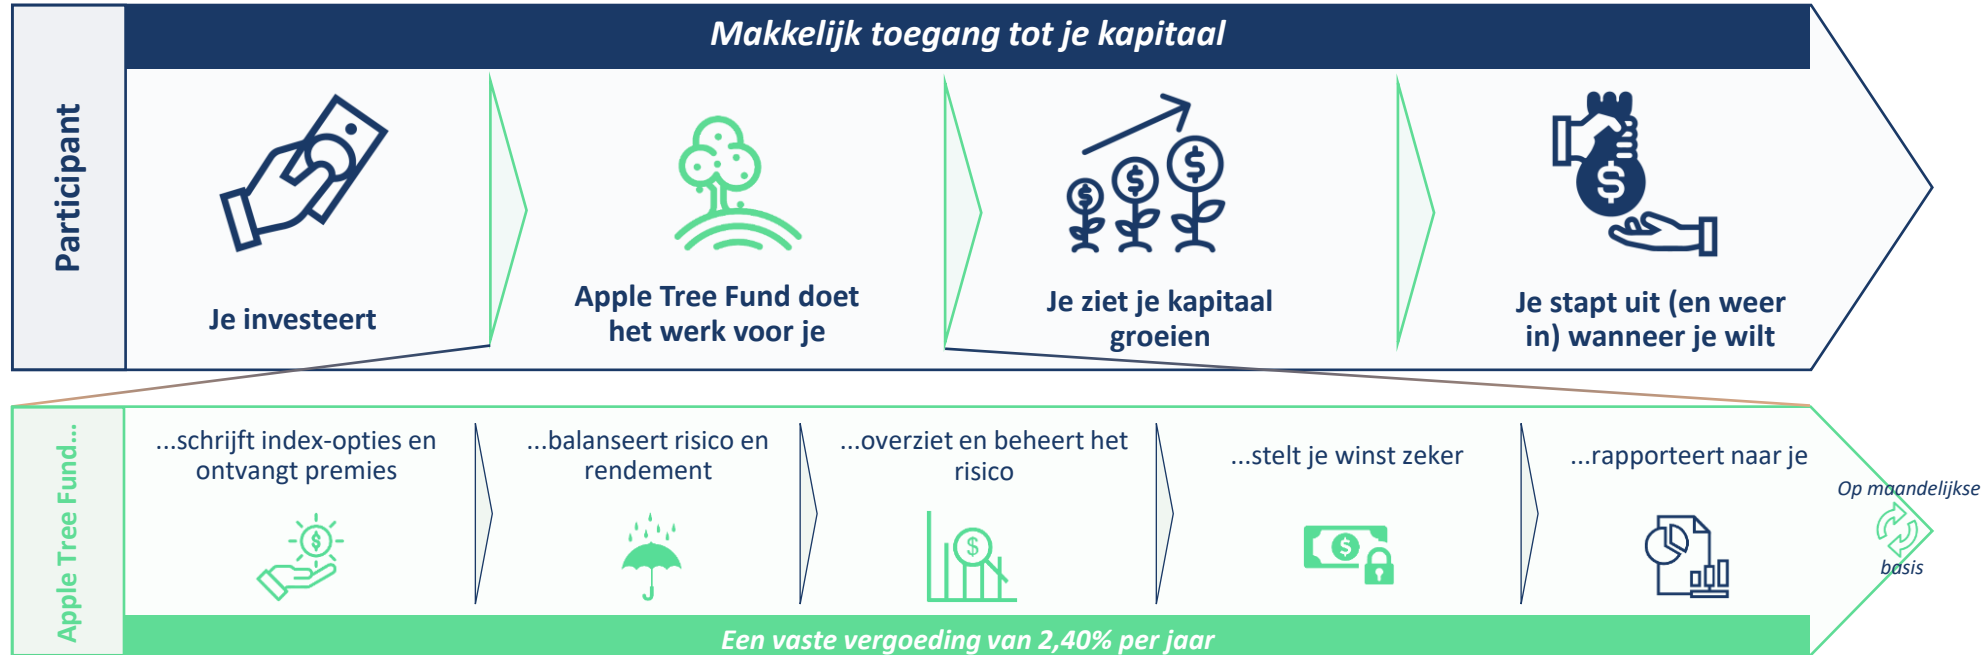 Makkelijk toegang tot je kapitaal
Participant
Je investeert
Apple Tree Fund doet
het werk voor je
Je ziet je kapitaal
groeien
Je stapt uit (en weer
in) wanneer je wilt
Apple Tree Fund...
...schrijft index-opties en
ontvangt premies
...balanseert risico en
rendement
...overziet en beheert het
risico
...stelt je winst zeker
...rapporteert naar je
Op maandelijkse
basis
Een vaste vergoeding van 2,40% per jaar